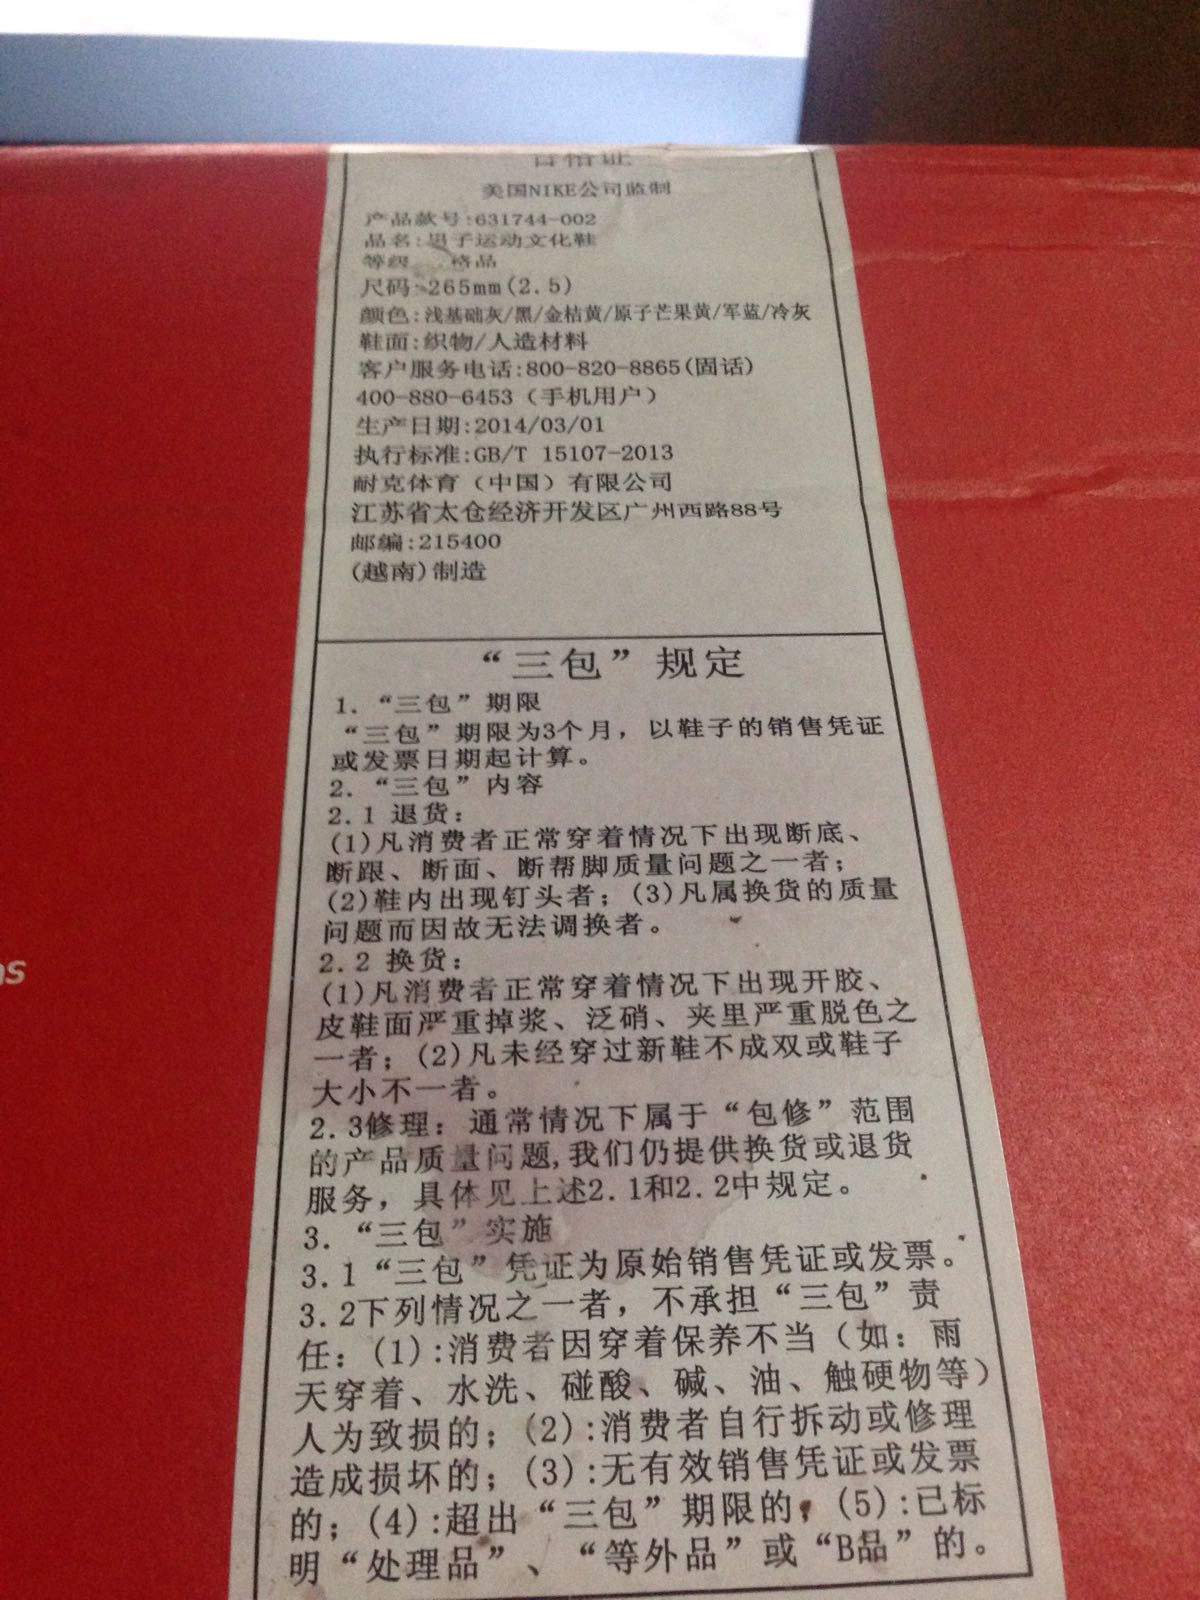 合格证
美国NIKE公司监制
产品款号:631744-002
品名:男子运动文化鞋
等级 格品
尺码:265mm(2.5)
颜色:浅基础灰/黑/金桔黄/原子芒果黄/军蓝/冷灰
鞋面:织物/人造材料
客户服务电话:800-820-8865(固话)
400-880-6453（手机用户）
生产日期:2014/03/01
执行标准:GB/T 15107-2013
耐克体育（中国）有限公司
江苏省太仓经济开发区广州西路88号
邮编:215400
(越南)制造
“三包”规定
1. “三包”期限
“三包”期限为3个月，以鞋子的销售凭证
或发票日期起计算。
2. “三包”内容
2.1 退货：
(1)凡消费者正常穿着情况下出现断底、
断跟、断面、断帮脚质量问题之一者；
(2)鞋内出现钉头者；(3)凡属换货的质量
问题而因故无法调换者。
2.2 换货：
(1)凡消费者正常穿着情况下出现开胶、
皮鞋面严重掉浆、泛硝、夹里严重脱色之
一者；(2)凡未经穿过新鞋不成双或鞋子
大小不一者。
2.3修理：通常情况下属于“包修”范围
的产品质量问题,我们仍提供换货或退货
服务，具体见上述2.1和2.2中规定。
3. “三包”实施
3.1“三包”凭证为原始销售凭证或发票。
3.2下列情况之一者，不承担“三包”责
任：(1):消费者因穿着保养不当（如：雨
天穿着、水洗、碰酸、碱、油、触硬物等）
人为致损的；(2):消费者自行拆动或修理
造成损坏的；(3):无有效销售凭证或发票
的；(4):超出“三包”期限的；(5):已标
明“处理品”、“等外品”或“B品”的。